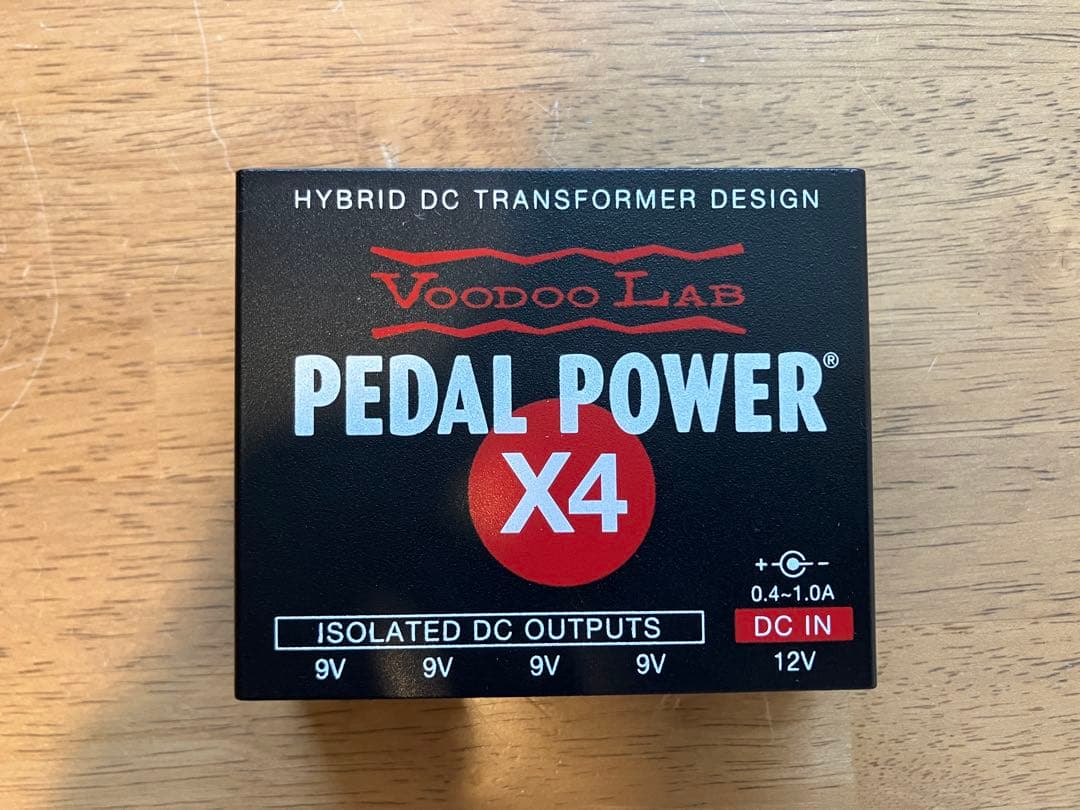 HYBRID DC TRANSFORMER DESIGN
VOODOO LAB
PEDAL POWER®
X4
+ -
0.4~1.0A
ISOLATED DC OUTPUTS
DC IN
9V 9V 9V 9V 12V